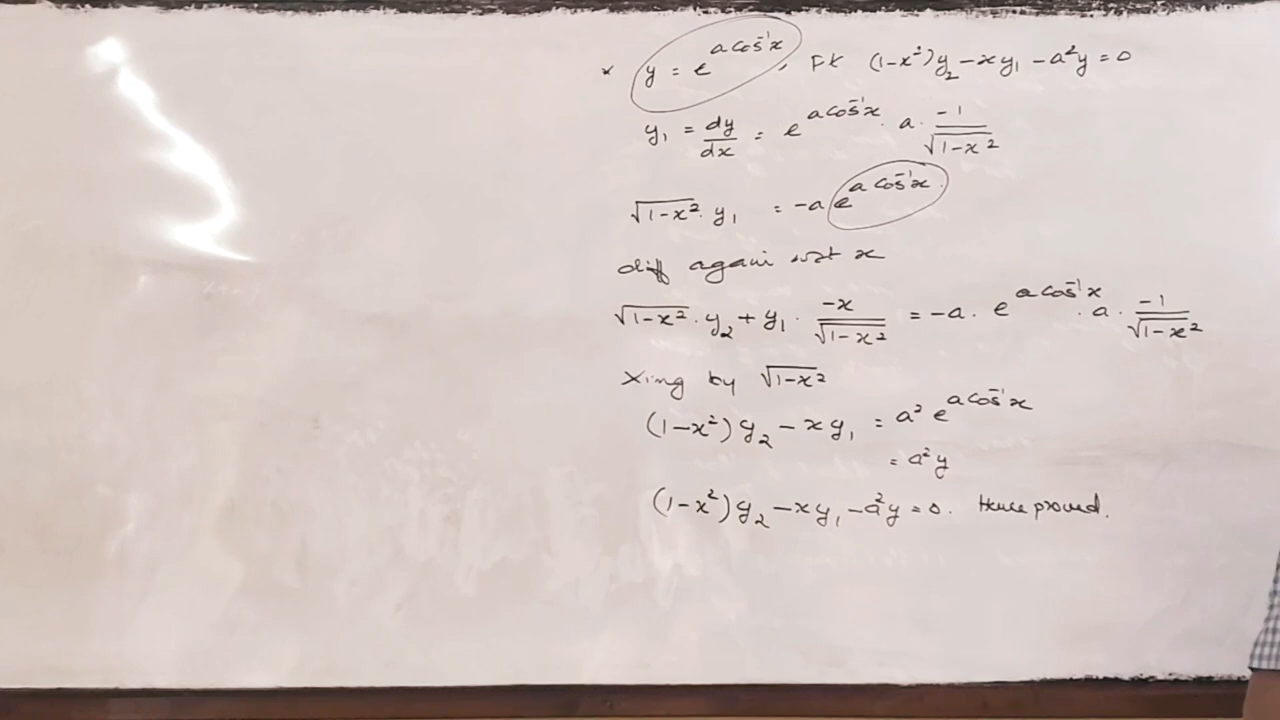 * y = e^{a cos⁻¹x}, PT (1-x²)y₂ - xy₁ - a²y = 0
y₁ = dy/dx = e^{a cos⁻¹x} · a · -1/√(1-x²)
√(1-x²) · y₁ = -a e^{a cos⁻¹x}.
diff again wrt x
√(1-x²) · y₂ + y₁ · -x/√(1-x²) = -a · e^{a cos⁻¹x} · a · -1/√(1-x²)
Xing by √(1-x²)
(1-x²) y₂ - xy₁ = a² e^{a cos⁻¹x}
= a²y
(1-x²) y₂ - xy₁ - a²y = 0. Hence proved.